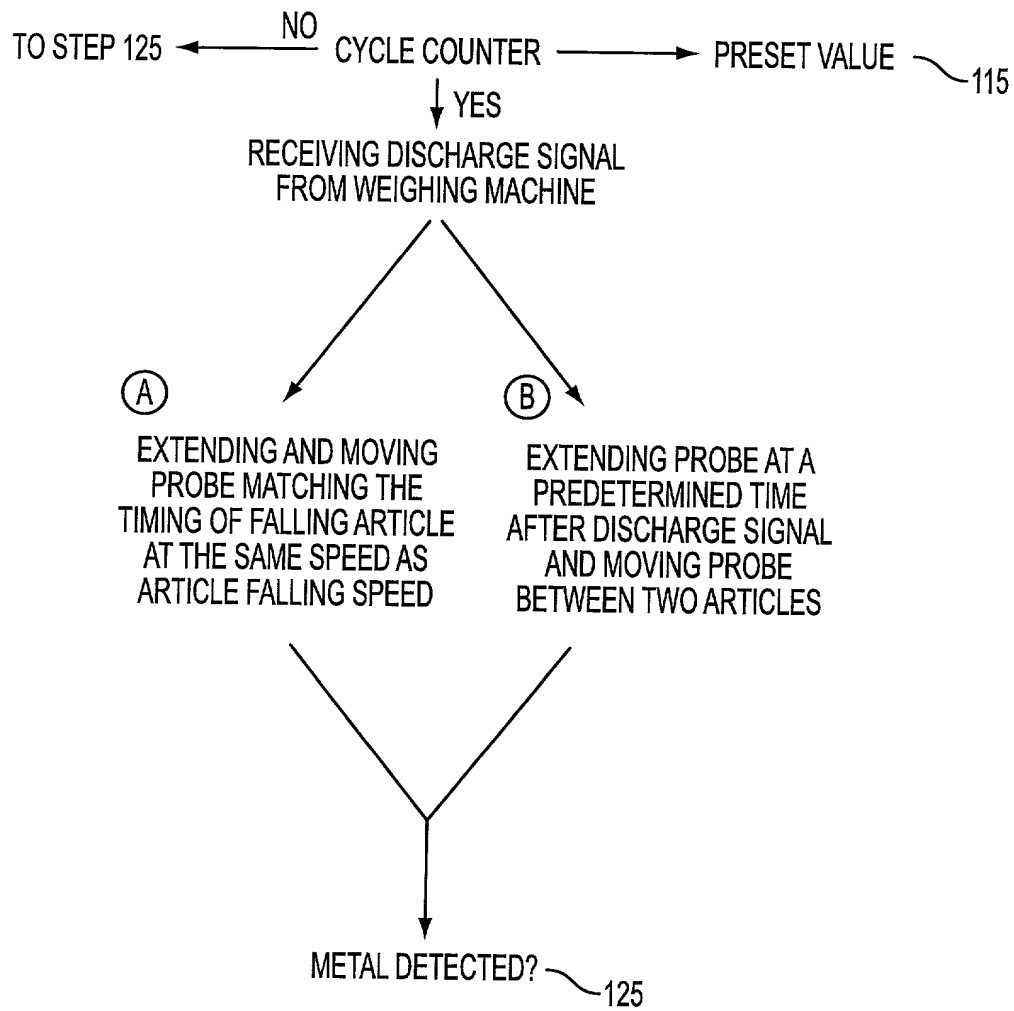 TO STEP 125
NO
CYCLE COUNTER
PRESET VALUE
115
YES
RECEIVING DISCHARGE SIGNAL
FROM WEIGHING MACHINE
A
EXTENDING AND MOVING
PROBE MATCHING THE
TIMING OF FALLING ARTICLE
AT THE SAME SPEED AS
ARTICLE FALLING SPEED
B
EXTENDING PROBE AT A
PREDETERMINED TIME
AFTER DISCHARGE SIGNAL
AND MOVING PROBE
BETWEEN TWO ARTICLES
METAL DETECTED?
125